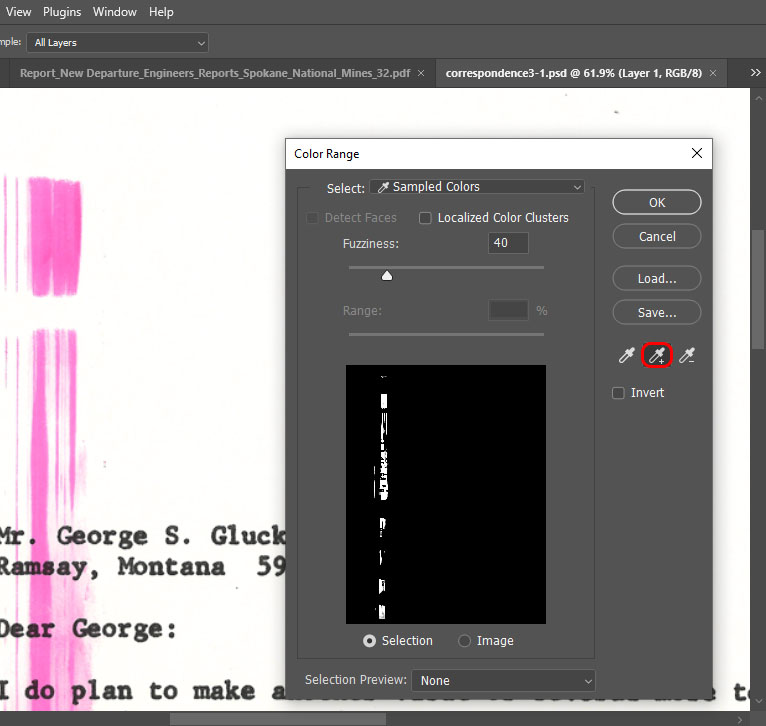 View Plugins Window Help
mple: All Layers
Report_New Departure_Engineers_Reports_Spokane_National_Mines_32.pdf × correspondence3-1.psd @ 61.9% (Layer 1, RGB/8) ×
Color Range
Select: Sampled Colors
Detect Faces Localized Color Clusters
Fuzziness: 40
Range: %
Selection Image
Selection Preview: None
OK
Cancel
Load...
Save...
Invert
Mr. George S. Gluck
Ramsay, Montana 59
Dear George:
I do plan to make